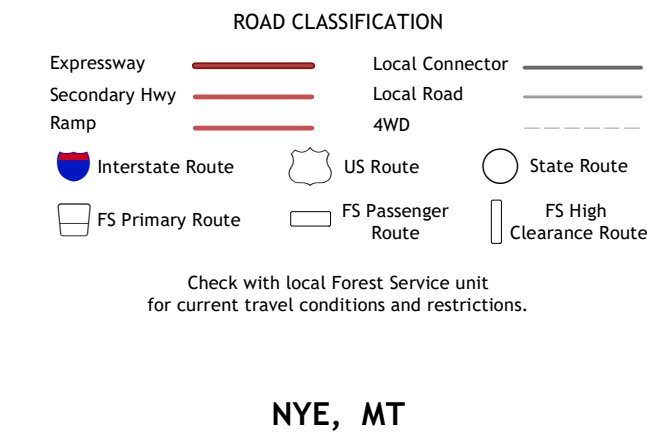 ROAD CLASSIFICATION
Expressway
Local Connector
Secondary Hwy
Local Road
Ramp
4WD
Interstate Route
US Route
State Route
FS Primary Route
FS Passenger
Route
FS High
Clearance Route
Check with local Forest Service unit
for current travel conditions and restrictions.
NYE, MT